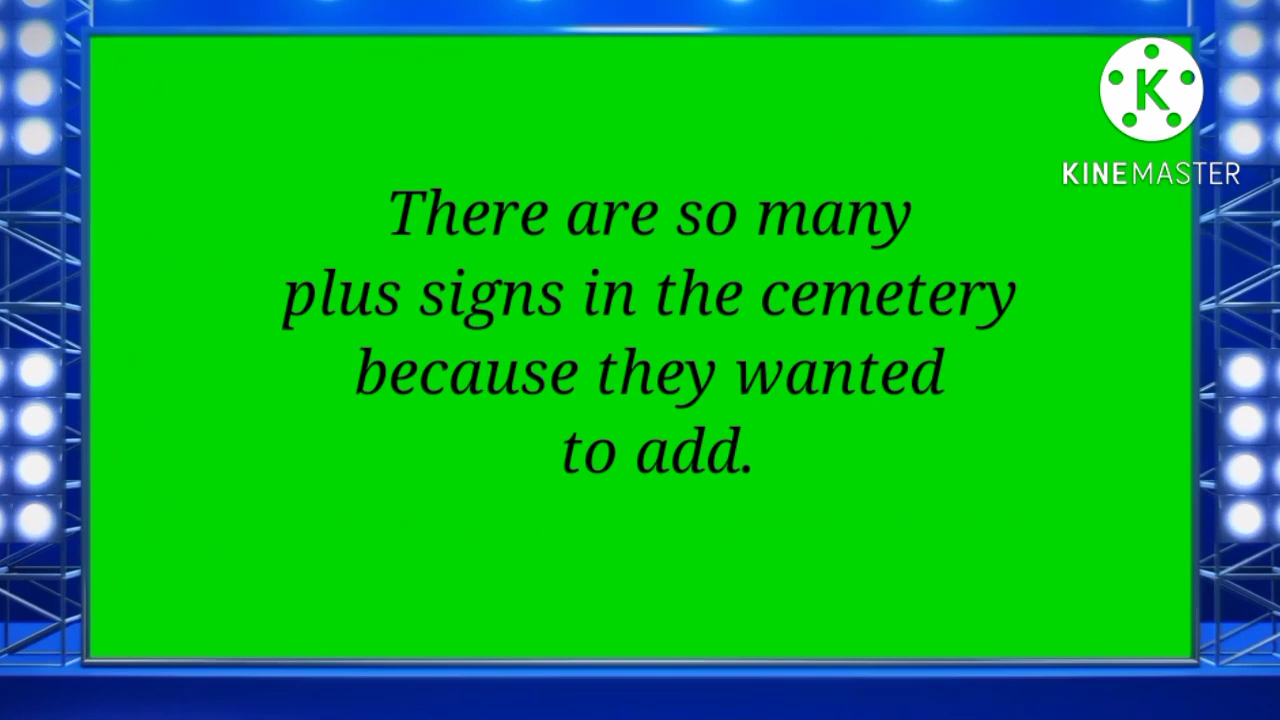 K
KINEMASTER
There are so many
plus signs in the cemetery
because they wanted
to add.